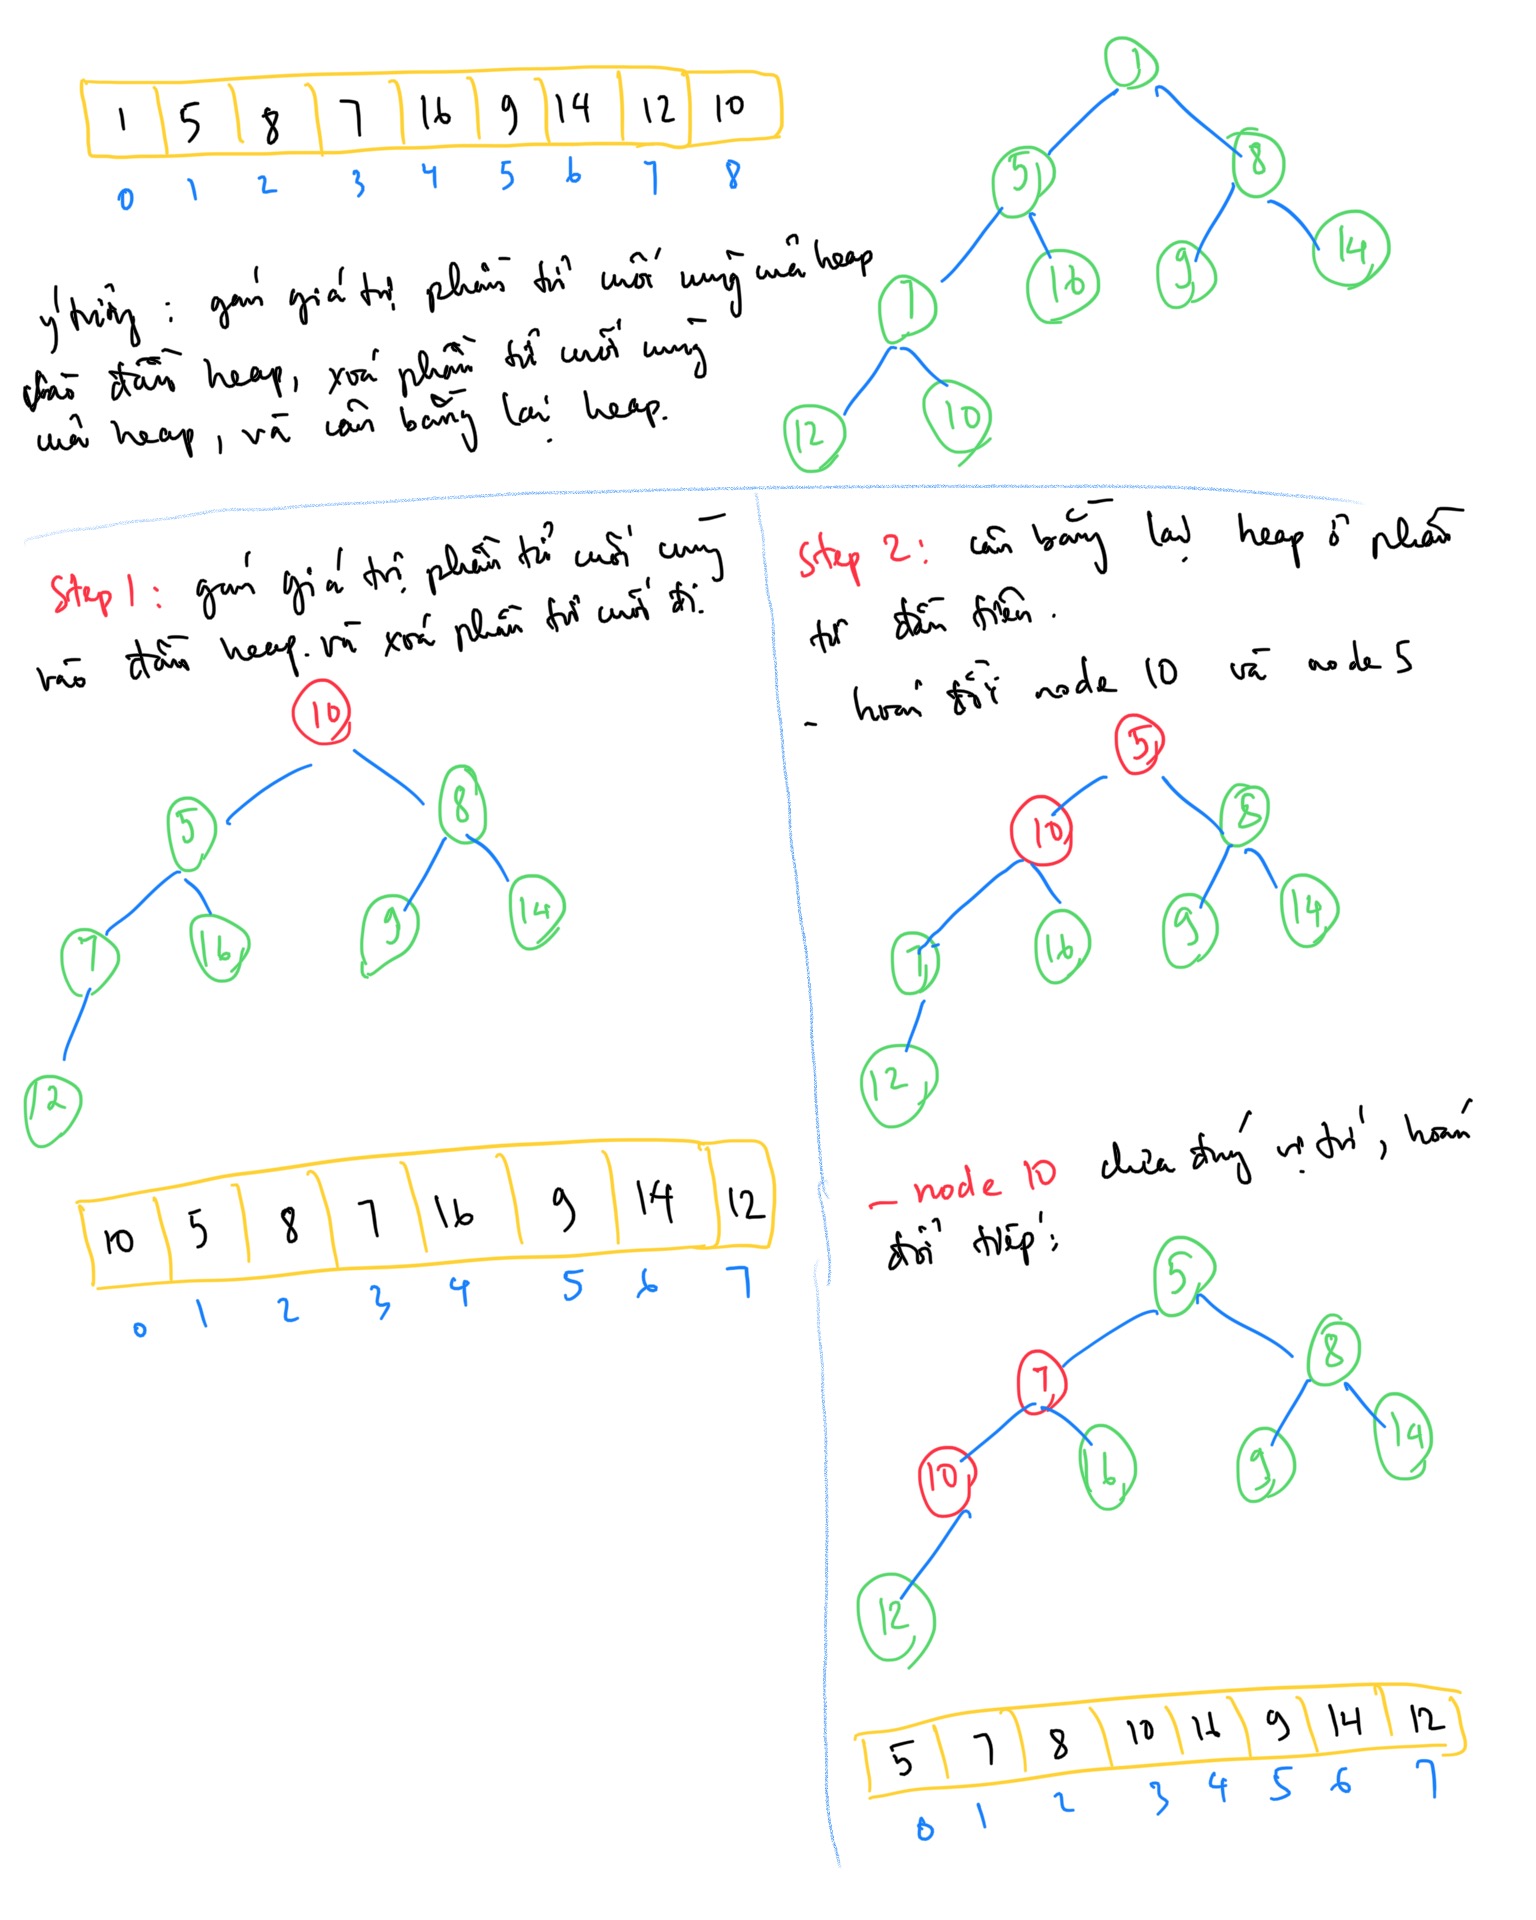 1 5 8 7 16 9 14 12 10
0 1 2 3 4 5 6 7 8
ý tưởng : gán giá trị phần tử cuối cùng của heap
vào đầu heap, xoá phần tử cuối cùng
của heap, và cân bằng lại heap.
1
5 8
7 16 9 14
12 10
Step 1: gán giá trị phần tử cuối cùng
vào đầu heap. và xoá phần tử cuối đi.
10
5 8
7 16 9 14
12
10 5 8 7 16 9 14 12
0 1 2 3 4 5 6 7
Step 2: cân bằng lại heap ở phần
tử đầu tiên.
- hoán đổi node 10 và node 5
5
10 8
7 16 9 14
12
- node 10 chưa đúng vị trí, hoán
đổi tiếp:
5
7 8
10 16 9 14
12
5 7 8 10 16 9 14 12
0 1 2 3 4 5 6 7